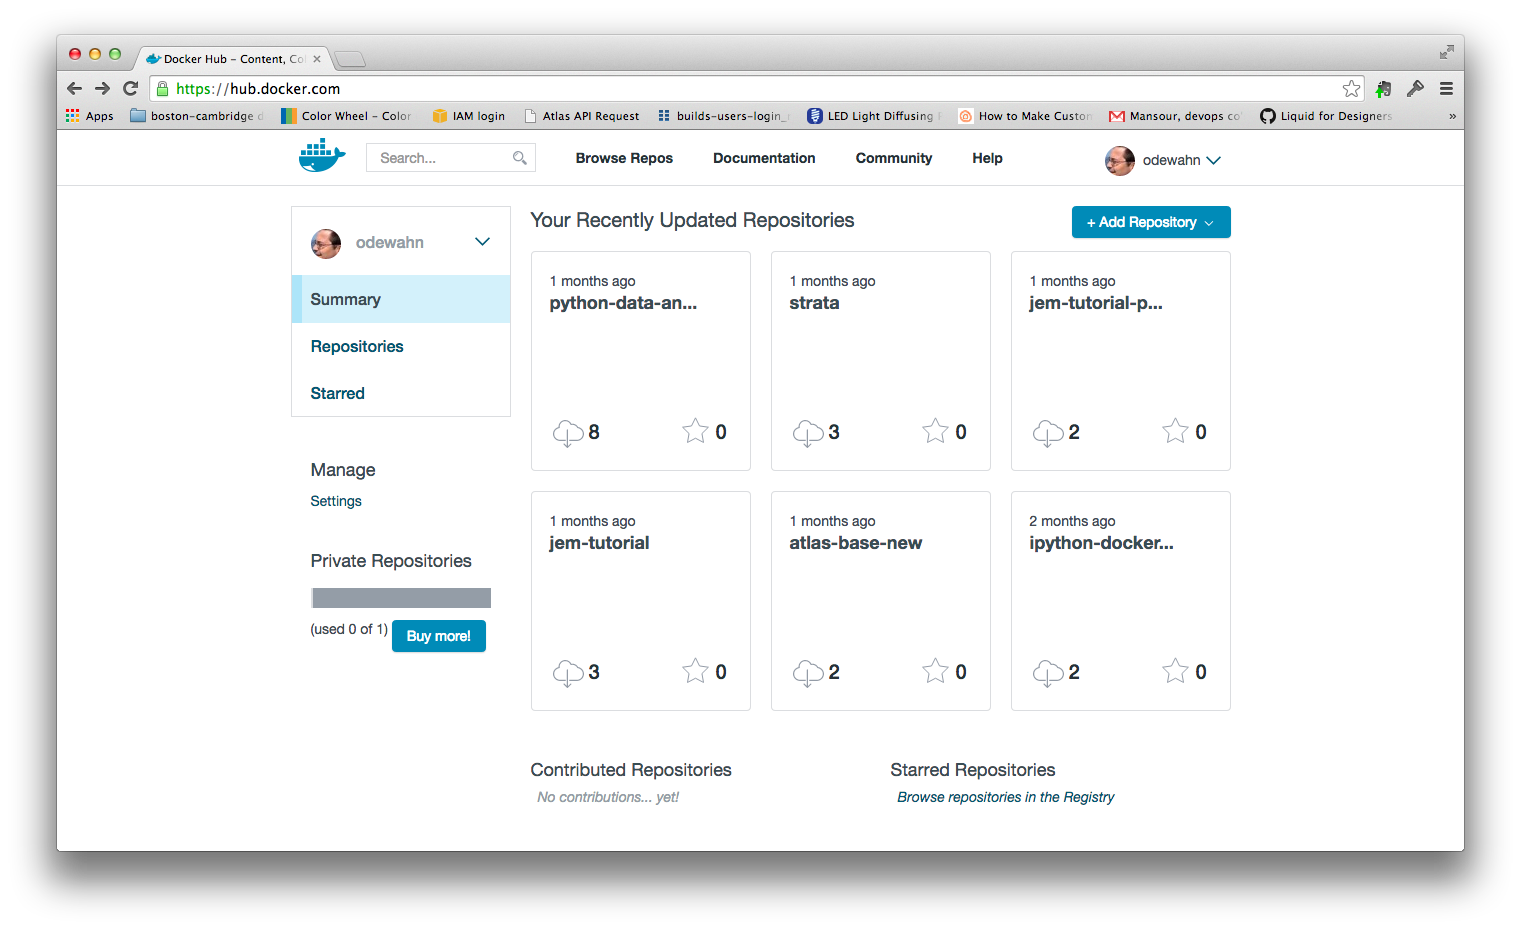 Docker Hub – Content, Co
https://hub.docker.com
Apps
boston-cambridge d
Color Wheel – Color
IAM login
Atlas API Request
builds-users-login_
LED Light Diffusing
How to Make Custom
Mansour, devops co
Liquid for Designers
»
Search...
Browse Repos
Documentation
Community
Help
odewahn
odewahn
Summary
Repositories
Starred
Manage
Settings
Private Repositories
(used 0 of 1)
Buy more!
Your Recently Updated Repositories
+ Add Repository
1 months ago
python-data-an...
8
0
1 months ago
strata
3
0
1 months ago
jem-tutorial-p...
2
0
1 months ago
jem-tutorial
3
0
1 months ago
atlas-base-new
2
0
2 months ago
ipython-docker...
2
0
Contributed Repositories
No contributions... yet!
Starred Repositories
Browse repositories in the Registry